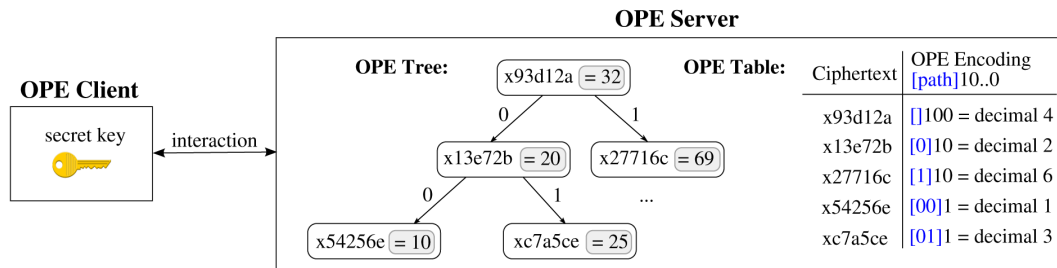 OPE Server
OPE Client
secret key
interaction
OPE Tree:
x93d12a = 32
0 1
x13e72b = 20
x27716c = 69
0 1
...
x54256e = 10
xc7a5ce = 25
OPE Table:
Ciphertext OPE Encoding
[path]10..0
x93d12a []100 = decimal 4
x13e72b [0]10 = decimal 2
x27716c [1]10 = decimal 6
x54256e [00]1 = decimal 1
xc7a5ce [01]1 = decimal 3